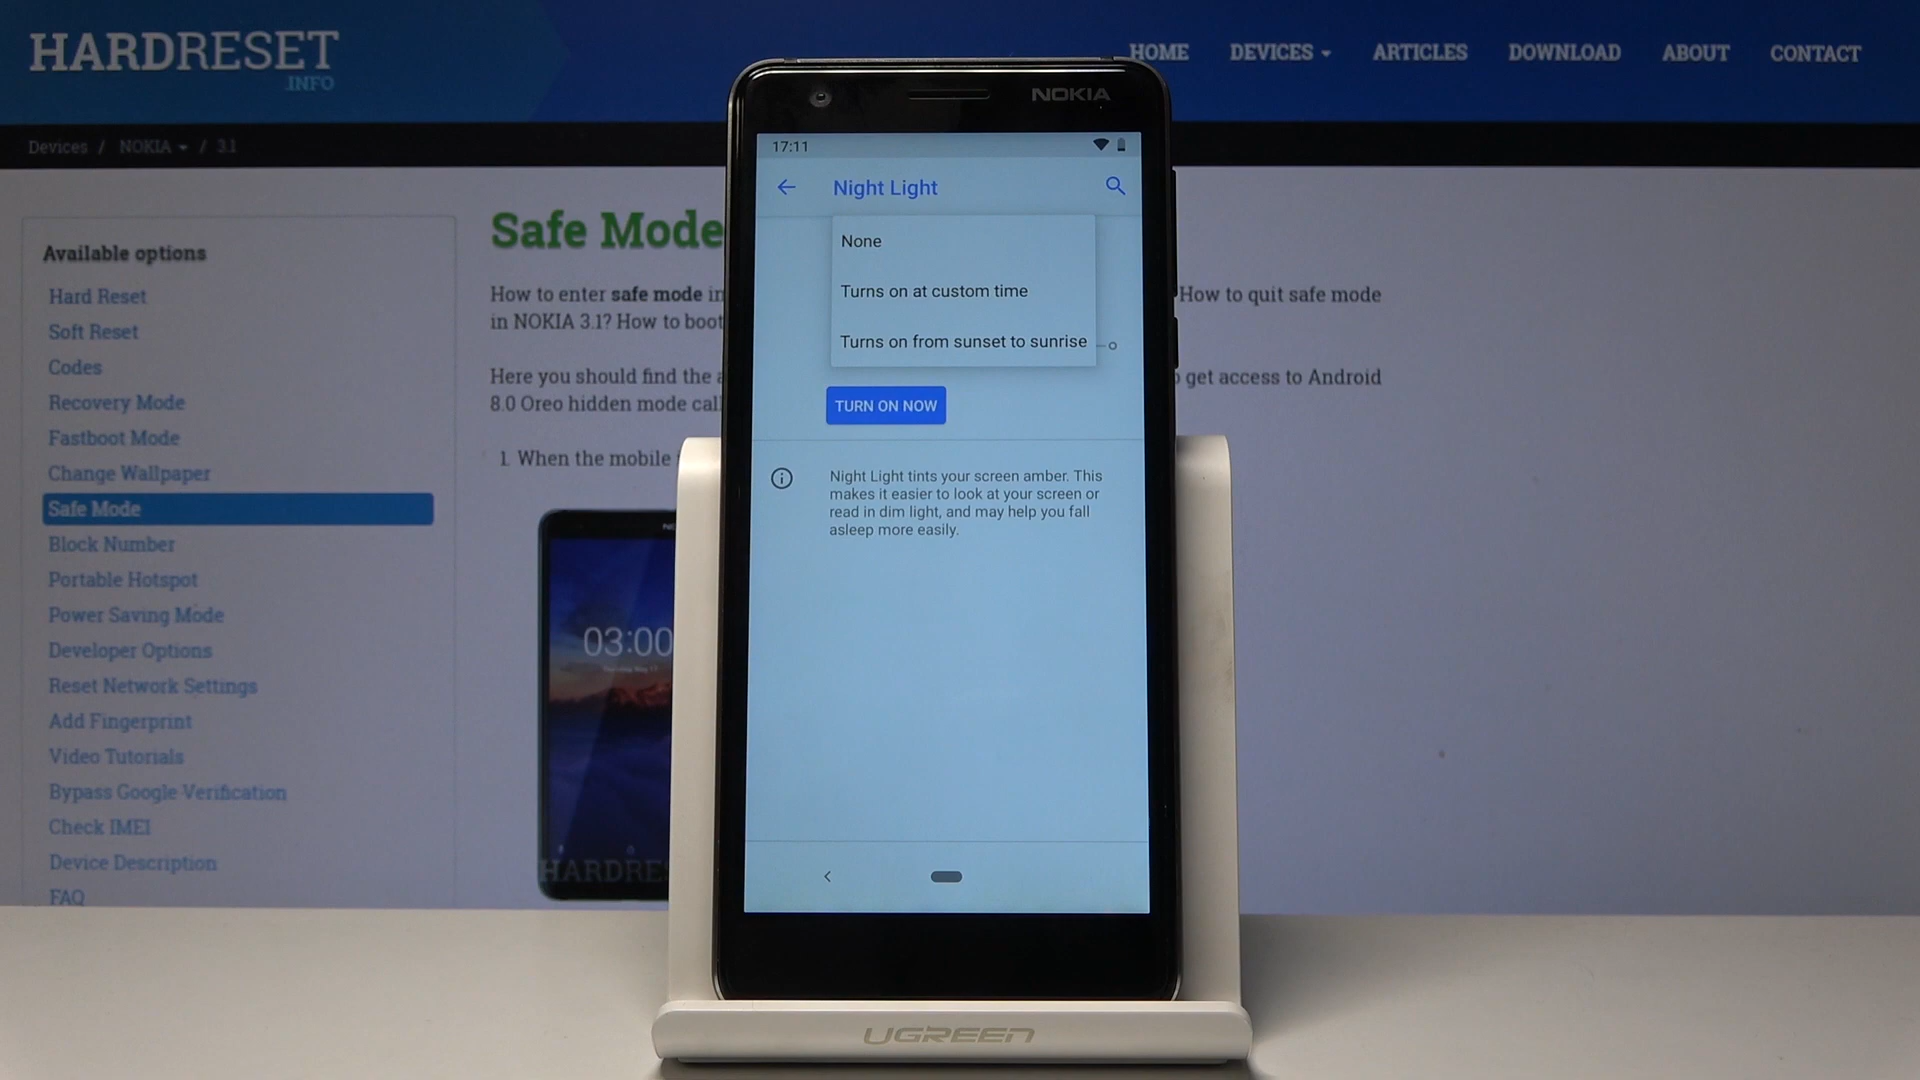 HARDRESET
.INFO
HOME DEVICES ARTICLES DOWNLOAD ABOUT CONTACT
Devices / NOKIA / 3.1
Available options
Hard Reset
Soft Reset
Codes
Recovery Mode
Fastboot Mode
Change Wallpaper
Safe Mode
Block Number
Portable Hotspot
Power Saving Mode
Developer Options
Reset Network Settings
Add Fingerprint
Video Tutorials
Bypass Google Verification
Check IMEI
Device Description
FAQ
Safe Mode
How to enter safe mode in
How to quit safe mode
in NOKIA 3.1? How to boot
Here you should find the
get access to Android
8.0 Oreo hidden mode
1. When the mobile
03:00
NOKIA
17:11
Night Light
None
Turns on at custom time
Turns on from sunset to sunrise
TURN ON NOW
Night Light tints your screen amber. This
makes it easier to look at your screen or
read in dim light, and may help you fall
asleep more easily.
UGREEN